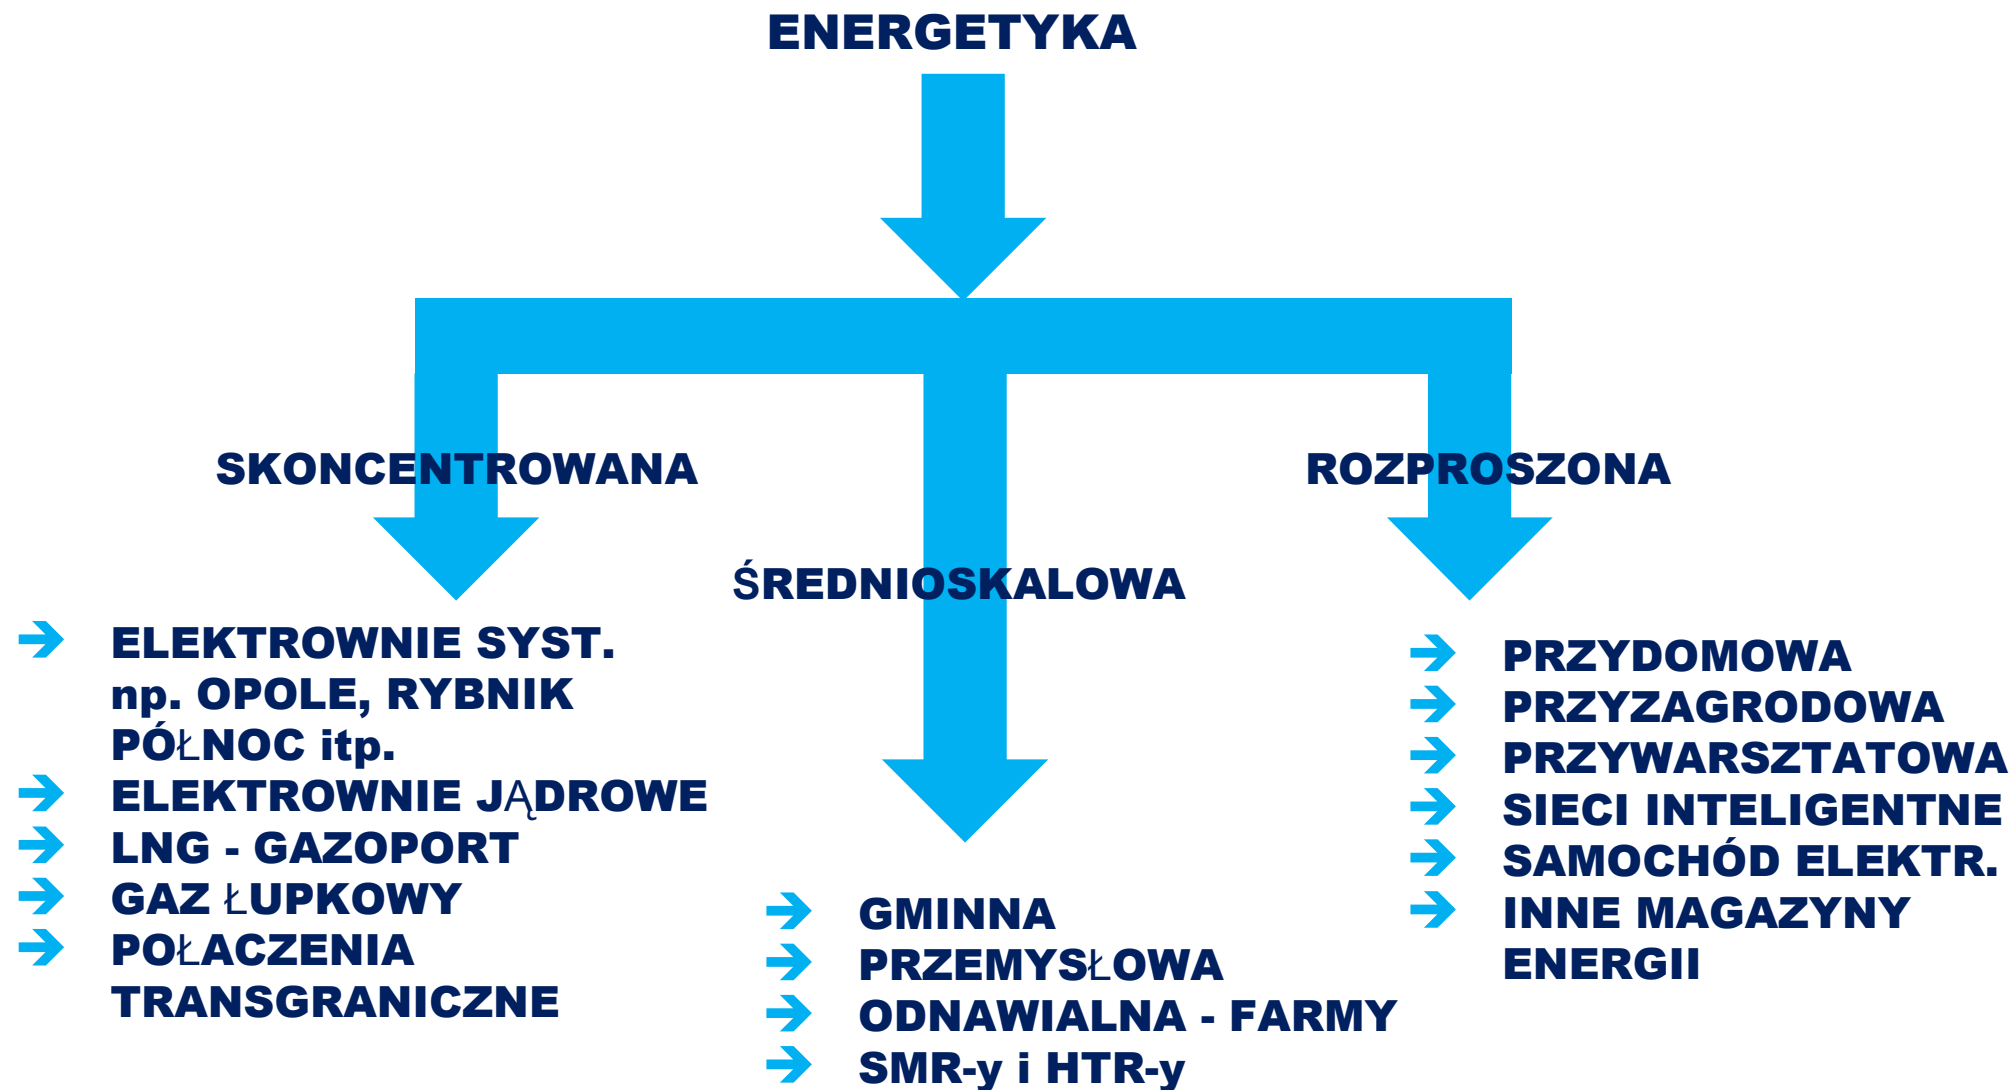 ENERGETYKA
SKONCENTROWANA
ELEKTROWNIE SYST.
np. OPOLE, RYBNIK
PÓŁNOC itp.
ELEKTROWNIE JĄDROWE
LNG - GAZOPORT
GAZ ŁUPKOWY
POŁACZENIA
TRANSGRANICZNE
ŚREDNIOSKALOWA
GMINNA
PRZEMYSŁOWA
ODNAWIALNA - FARMY
SMR-y i HTR-y
ROZPROSZONA
PRZYDOMOWA
PRZYZAGRODOWA
PRZYWARSZTATOWA
SIECI INTELIGENTNE
SAMOCHÓD ELEKTR.
INNE MAGAZYNY
ENERGII